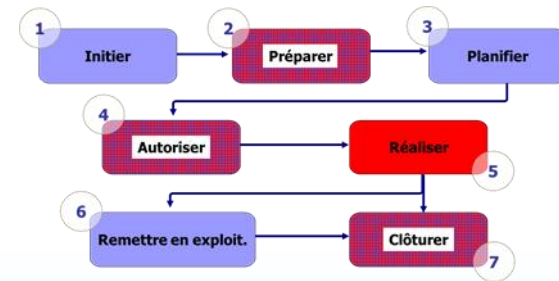 1
Initier
2
Préparer
3
Planifier
4
Autoriser
Réaliser
5
6
Remettre en exploit.
Clôturer
7